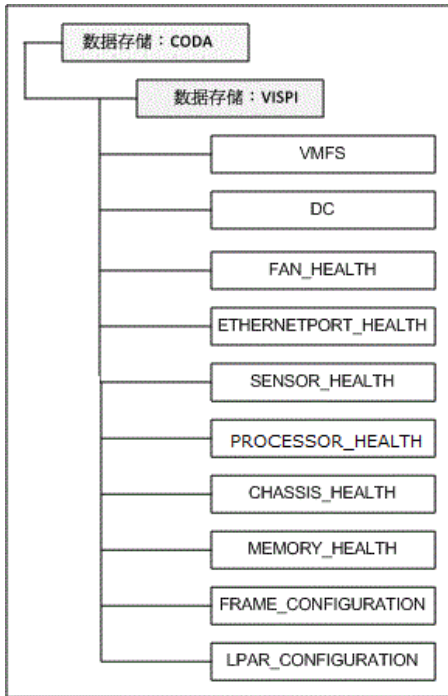 数据存储：CODA
数据存储：VISPI
VMFS
DC
FAN_HEALTH
ETHERNETPORT_HEALTH
SENSOR_HEALTH
PROCESSOR_HEALTH
CHASSIS_HEALTH
MEMORY_HEALTH
FRAME_CONFIGURATION
LPAR_CONFIGURATION